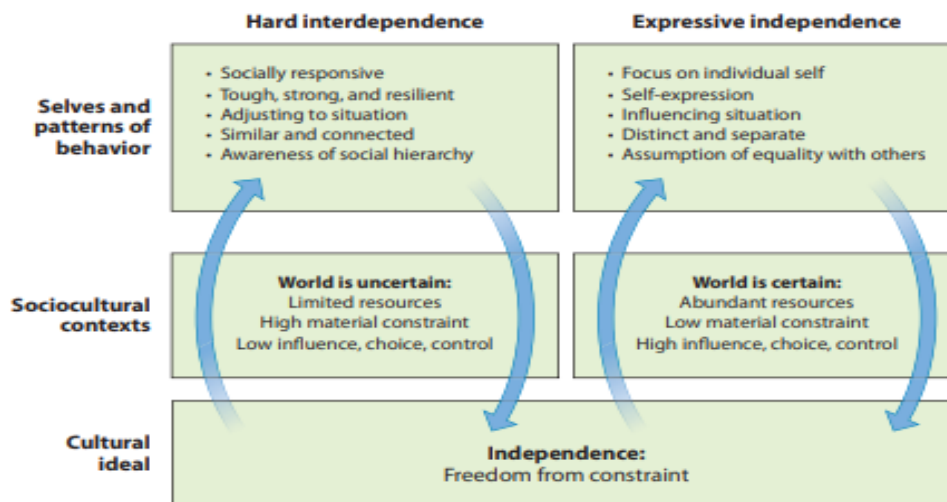 Hard interdependence
Expressive independence
Selves and
patterns of
behavior
• Socially responsive
• Tough, strong, and resilient
• Adjusting to situation
• Similar and connected
• Awareness of social hierarchy
• Focus on individual self
• Self-expression
• Influencing situation
• Distinct and separate
• Assumption of equality with others
Sociocultural
contexts
World is uncertain:
Limited resources
High material constraint
Low influence, choice, control
World is certain:
Abundant resources
Low material constraint
High influence, choice, control
Cultural
ideal
Independence:
Freedom from constraint